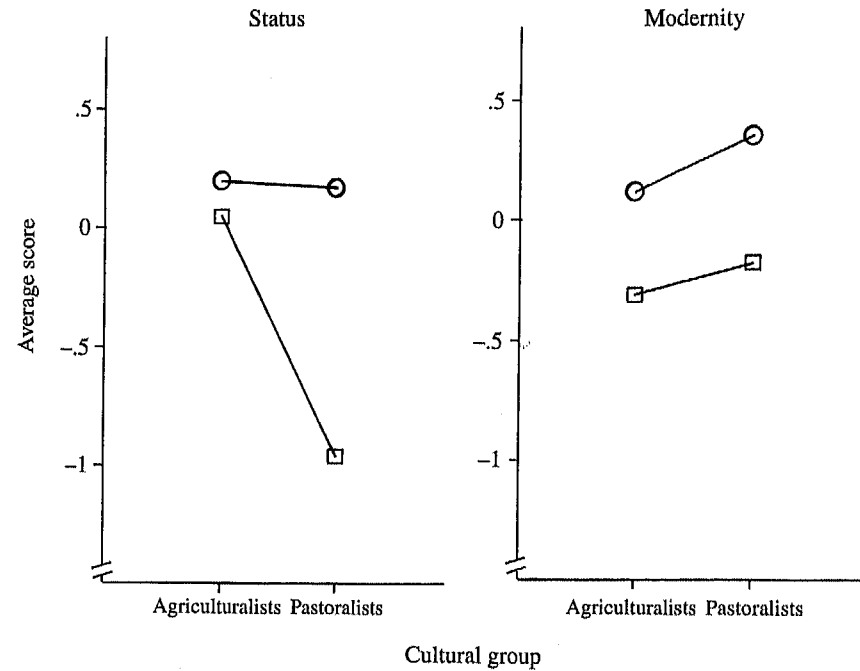 Status
.5
0
–.5
–1
Average score
Agriculturalists Pastoralists
Modernity
.5
0
–.5
–1
Agriculturalists Pastoralists
Cultural group